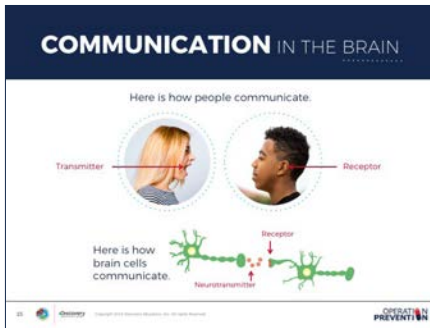 COMMUNICATION IN THE BRAIN
Here is how people communicate.
Transmitter
Receptor
Receptor
Here is how
brain cells
communicate.
Neurotransmitter
Discovery
OPERATION
PREVENTION